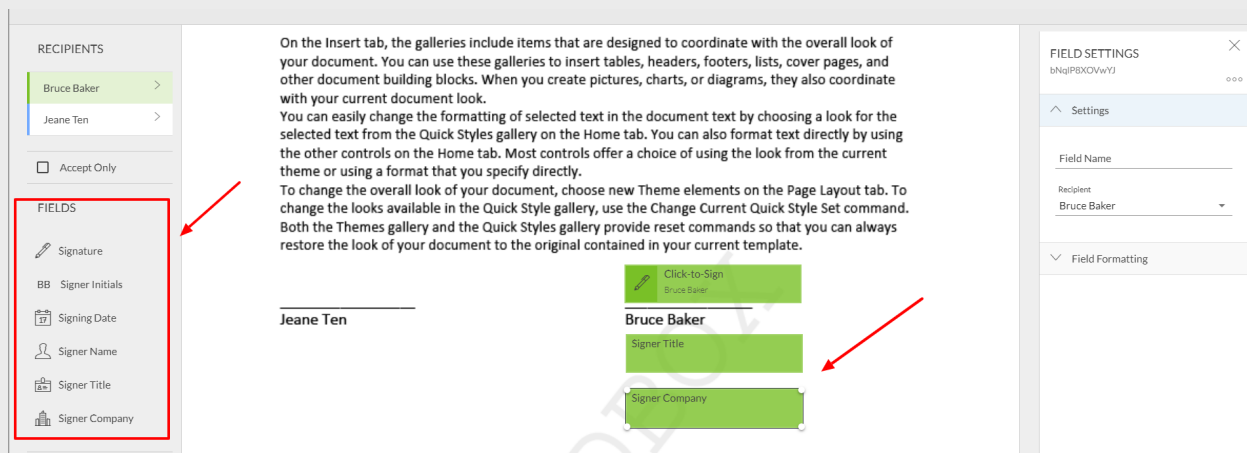 RECIPIENTS
Bruce Baker
Jeane Ten
Accept Only
FIELDS
Signature
BB Signer Initials
17 Signing Date
Signer Name
Signer Title
Signer Company
On the Insert tab, the galleries include items that are designed to coordinate with the overall look of
your document. You can use these galleries to insert tables, headers, footers, lists, cover pages, and
other document building blocks. When you create pictures, charts, or diagrams, they also coordinate
with your current document look.
You can easily change the formatting of selected text in the document text by choosing a look for the
selected text from the Quick Styles gallery on the Home tab. You can also format text directly by using
the other controls on the Home tab. Most controls offer a choice of using the look from the current
theme or using a format that you specify directly.
To change the overall look of your document, choose new Theme elements on the Page Layout tab. To
change the looks available in the Quick Style gallery, use the Change Current Quick Style Set command.
Both the Themes gallery and the Quick Styles gallery provide reset commands so that you can always
restore the look of your document to the original contained in your current template.
Click-to-Sign
Bruce Baker
Jeane Ten
Bruce Baker
Signer Title
Signer Company
FIELD SETTINGS
bNqIP8XOVwYJ
Settings
Field Name
Recipient
Bruce Baker
Field Formatting